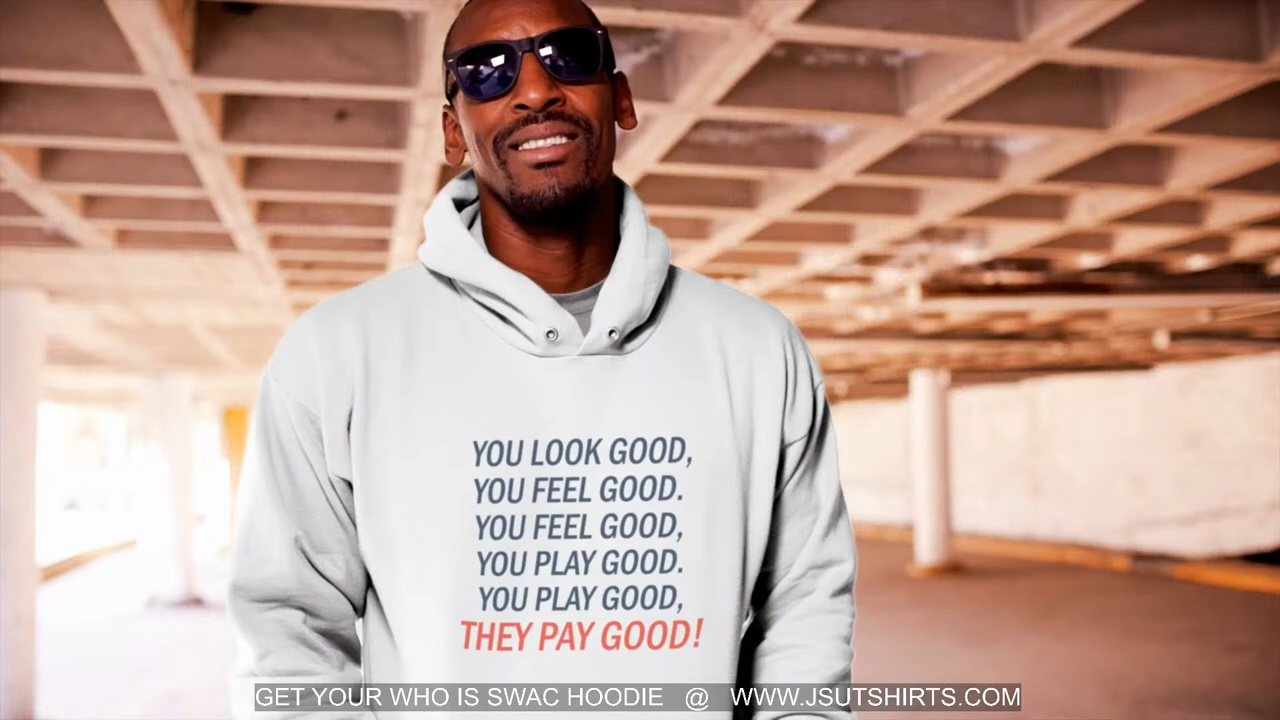 YOU LOOK GOOD,
YOU FEEL GOOD.
YOU FEEL GOOD,
YOU PLAY GOOD.
YOU PLAY GOOD,
THEY PAY GOOD!
GET YOUR WHO IS SWAC HOODIE @ WWW.JSUTSHIRTS.COM